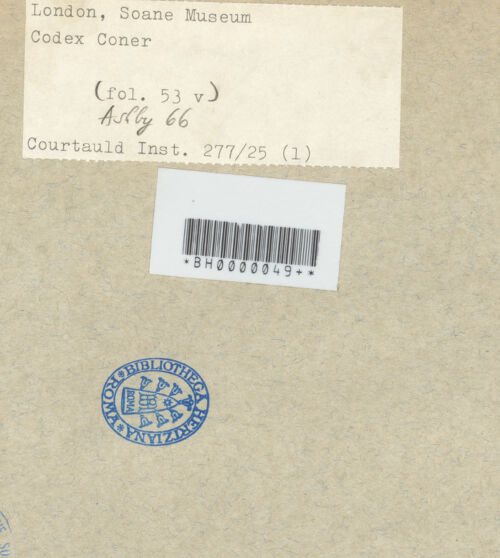 London, Soane Museum
Codex Coner
(fol. 53 v)
Ashby 66
Courtauld Inst. 277/25 (1)
*BH0000049+*
*BIBLIOTHECA HERTZIANA*ROMA
ROMA